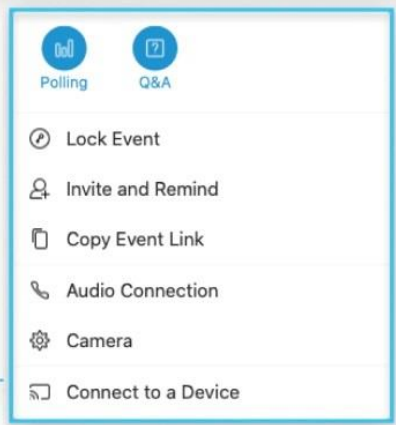 Polling Q&A
Lock Event
Invite and Remind
Copy Event Link
Audio Connection
Camera
Connect to a Device